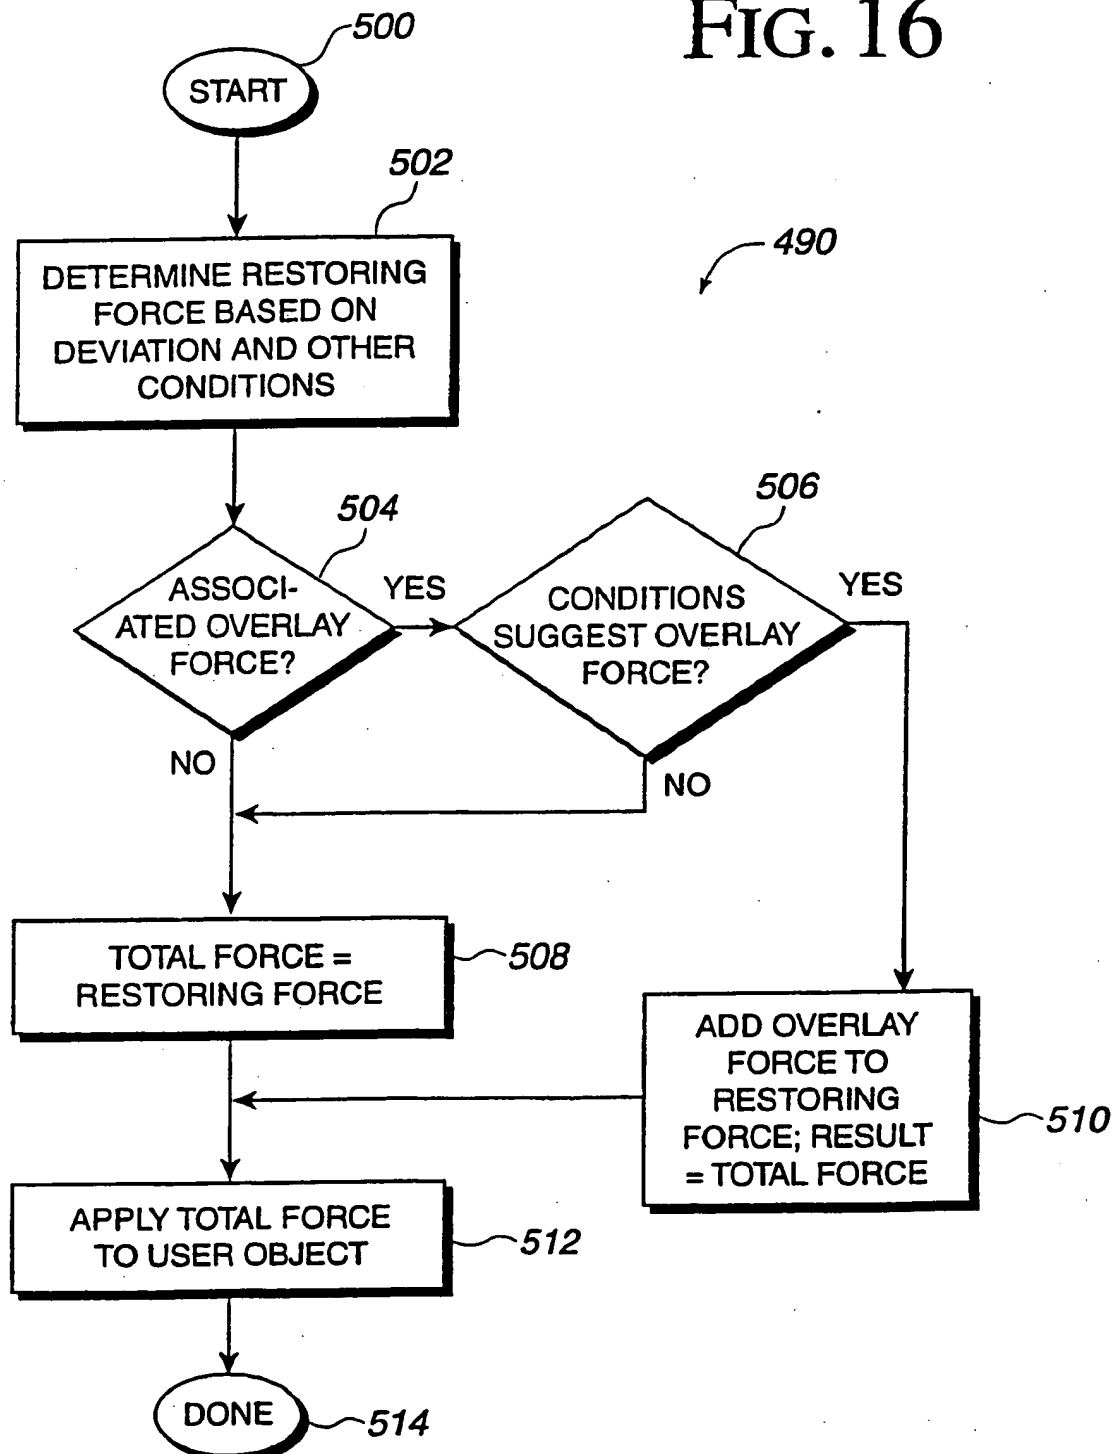 FIG. 16
500
START
502
490
DETERMINE RESTORING
FORCE BASED ON
DEVIATION AND OTHER
CONDITIONS
504
506
ASSOCI-
ATED OVERLAY
FORCE?
YES
CONDITIONS
SUGGEST OVERLAY
FORCE?
YES
NO
NO
TOTAL FORCE =
RESTORING FORCE
508
ADD OVERLAY
FORCE TO
RESTORING
FORCE; RESULT
= TOTAL FORCE
510
APPLY TOTAL FORCE
TO USER OBJECT
512
DONE
514